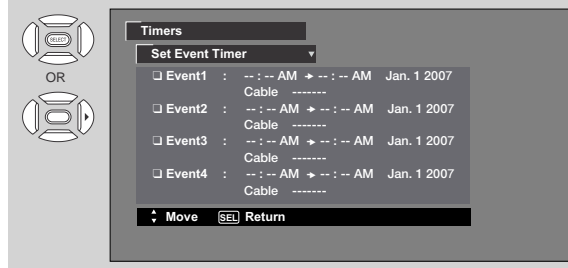 SELECT
OR
Timers
Set Event Timer ▼
❏ Event1 : -- : -- AM ➔ -- : -- AM Jan. 1 2007
Cable -------
❏ Event2 : -- : -- AM ➔ -- : -- AM Jan. 1 2007
Cable -------
❏ Event3 : -- : -- AM ➔ -- : -- AM Jan. 1 2007
Cable -------
❏ Event4 : -- : -- AM ➔ -- : -- AM Jan. 1 2007
Cable -------
Move SEL Return